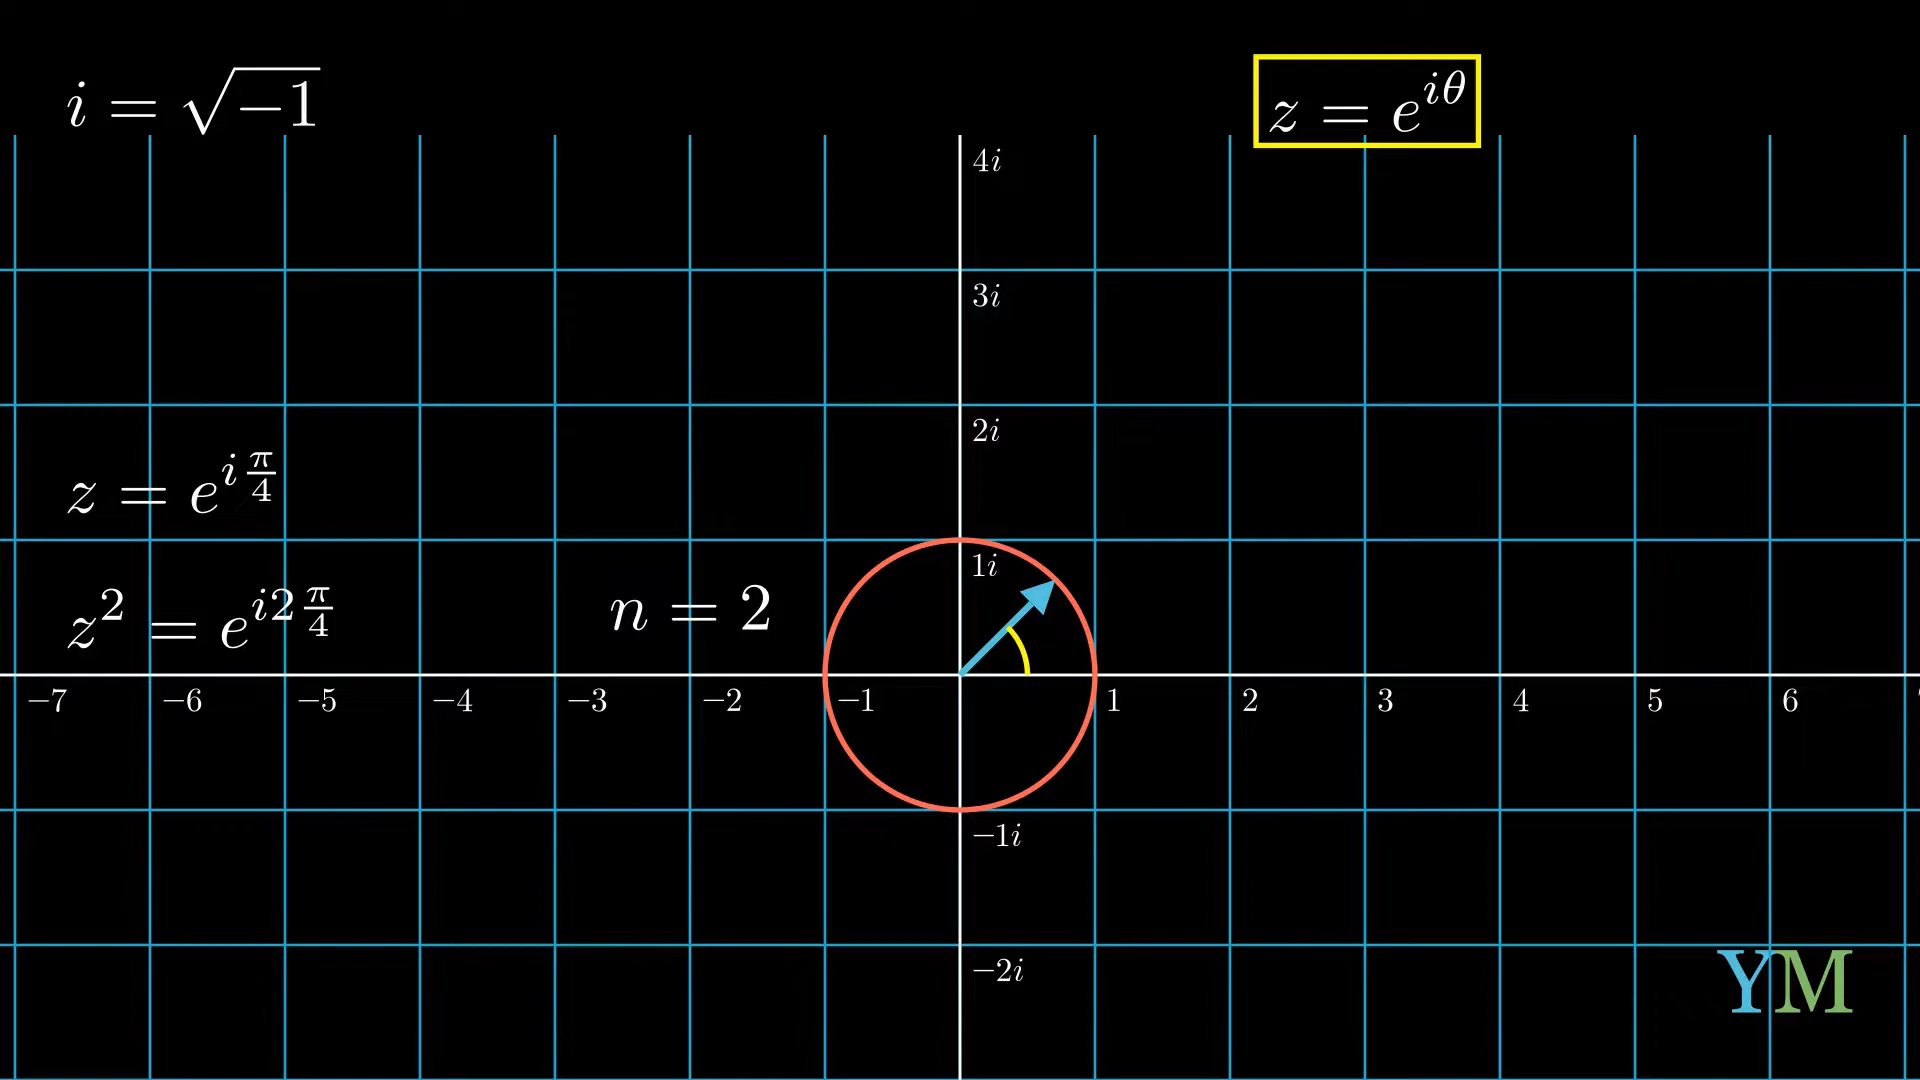 i = √−1
z = e^{iθ}
4i
3i
2i
z = e^{i π/4}
1i
z² = e^{i2 π/4}
n = 2
−7 −6 −5 −4 −3 −2 −1 1 2 3 4 5 6
−1i
−2i
YM